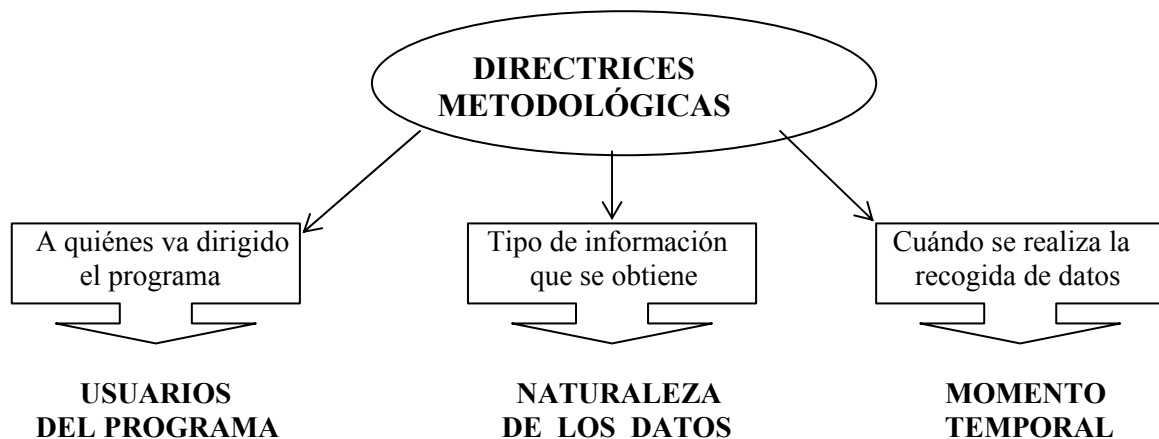 DIRECTRICES
METODOLÓGICAS
A quiénes va dirigido
el programa
Tipo de información
que se obtiene
Cuándo se realiza la
recogida de datos
USUARIOS
DEL PROGRAMA
NATURALEZA
DE LOS DATOS
MOMENTO
TEMPORAL